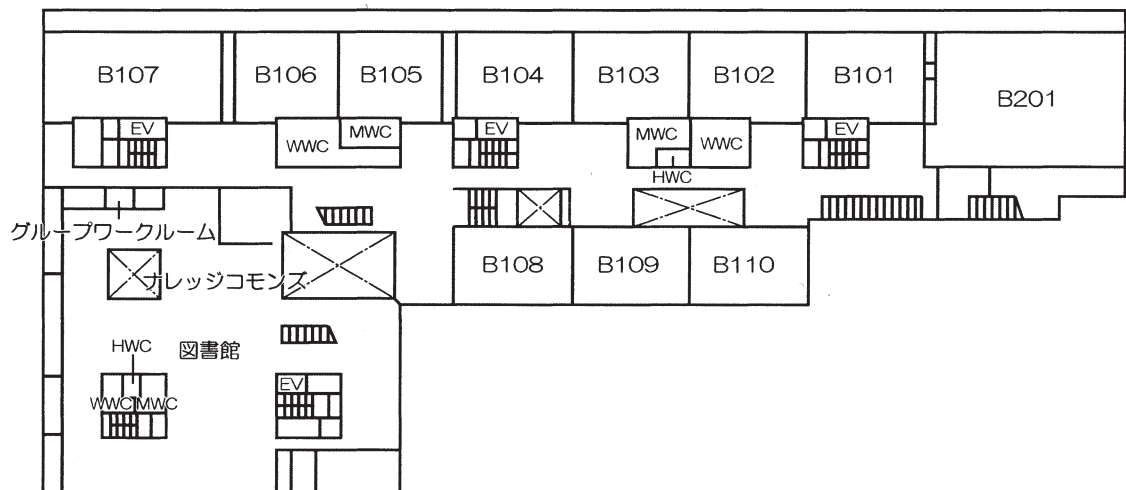 B107
B106
B105
B104
B103
B102
B101
B201
EV
WWC
MWC
EV
MWC
WWC
HWC
EV
グループワークルーム
ナレッジコモンズ
B108
B109
B110
HWC
図書館
WWC
MWC
EV